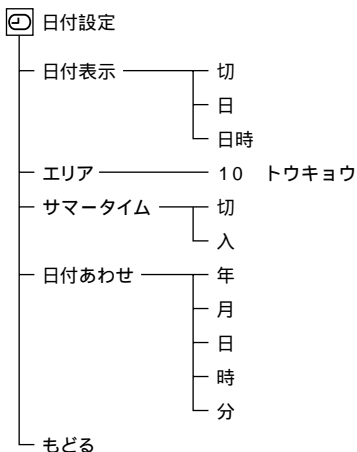 日付設定
日付表示 切
日
日時
エリア 10 トウキョウ
サマータイム 切
入
日付あわせ 年
月
日
時
分
もどる